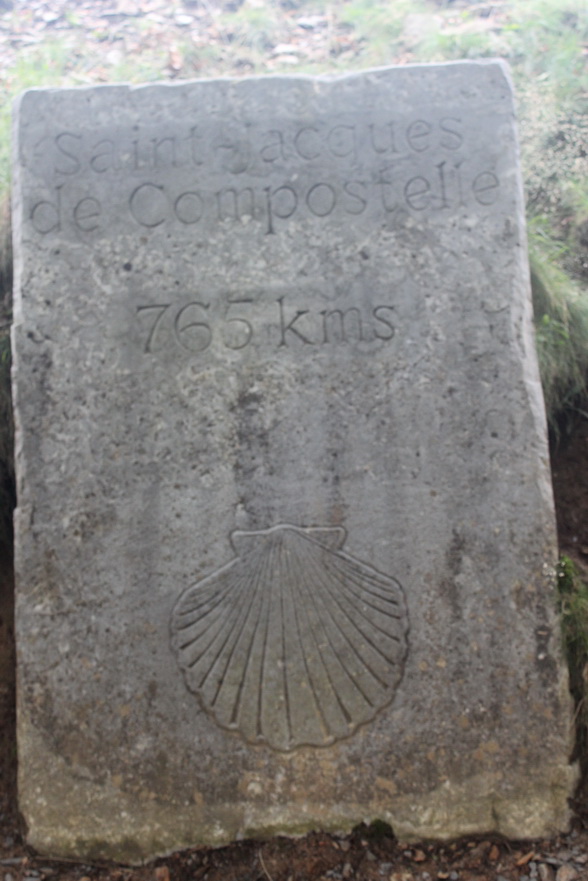 Saint-Jacques
de Compostelle
765 kms